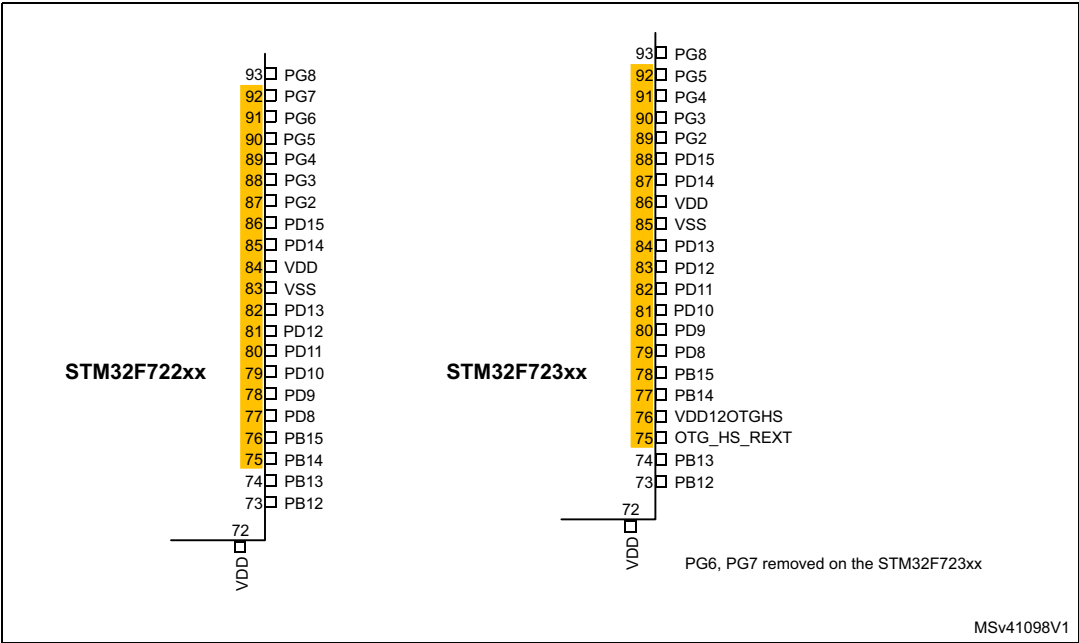 93 PG8
92 PG7
91 PG6
90 PG5
89 PG4
88 PG3
87 PG2
86 PD15
85 PD14
84 VDD
83 VSS
82 PD13
81 PD12
80 PD11
STM32F722xx
79 PD10
78 PD9
77 PD8
76 PB15
75 PB14
74 PB13
73 PB12
72
VDD
93 PG8
92 PG5
91 PG4
90 PG3
89 PG2
88 PD15
87 PD14
86 VDD
85 VSS
84 PD13
83 PD12
82 PD11
81 PD10
80 PD9
79 PD8
STM32F723xx
78 PB15
77 PB14
76 VDD12OTGHS
75 OTG_HS_REXT
74 PB13
73 PB12
72
VDD
PG6, PG7 removed on the STM32F723xx
MSv41098V1